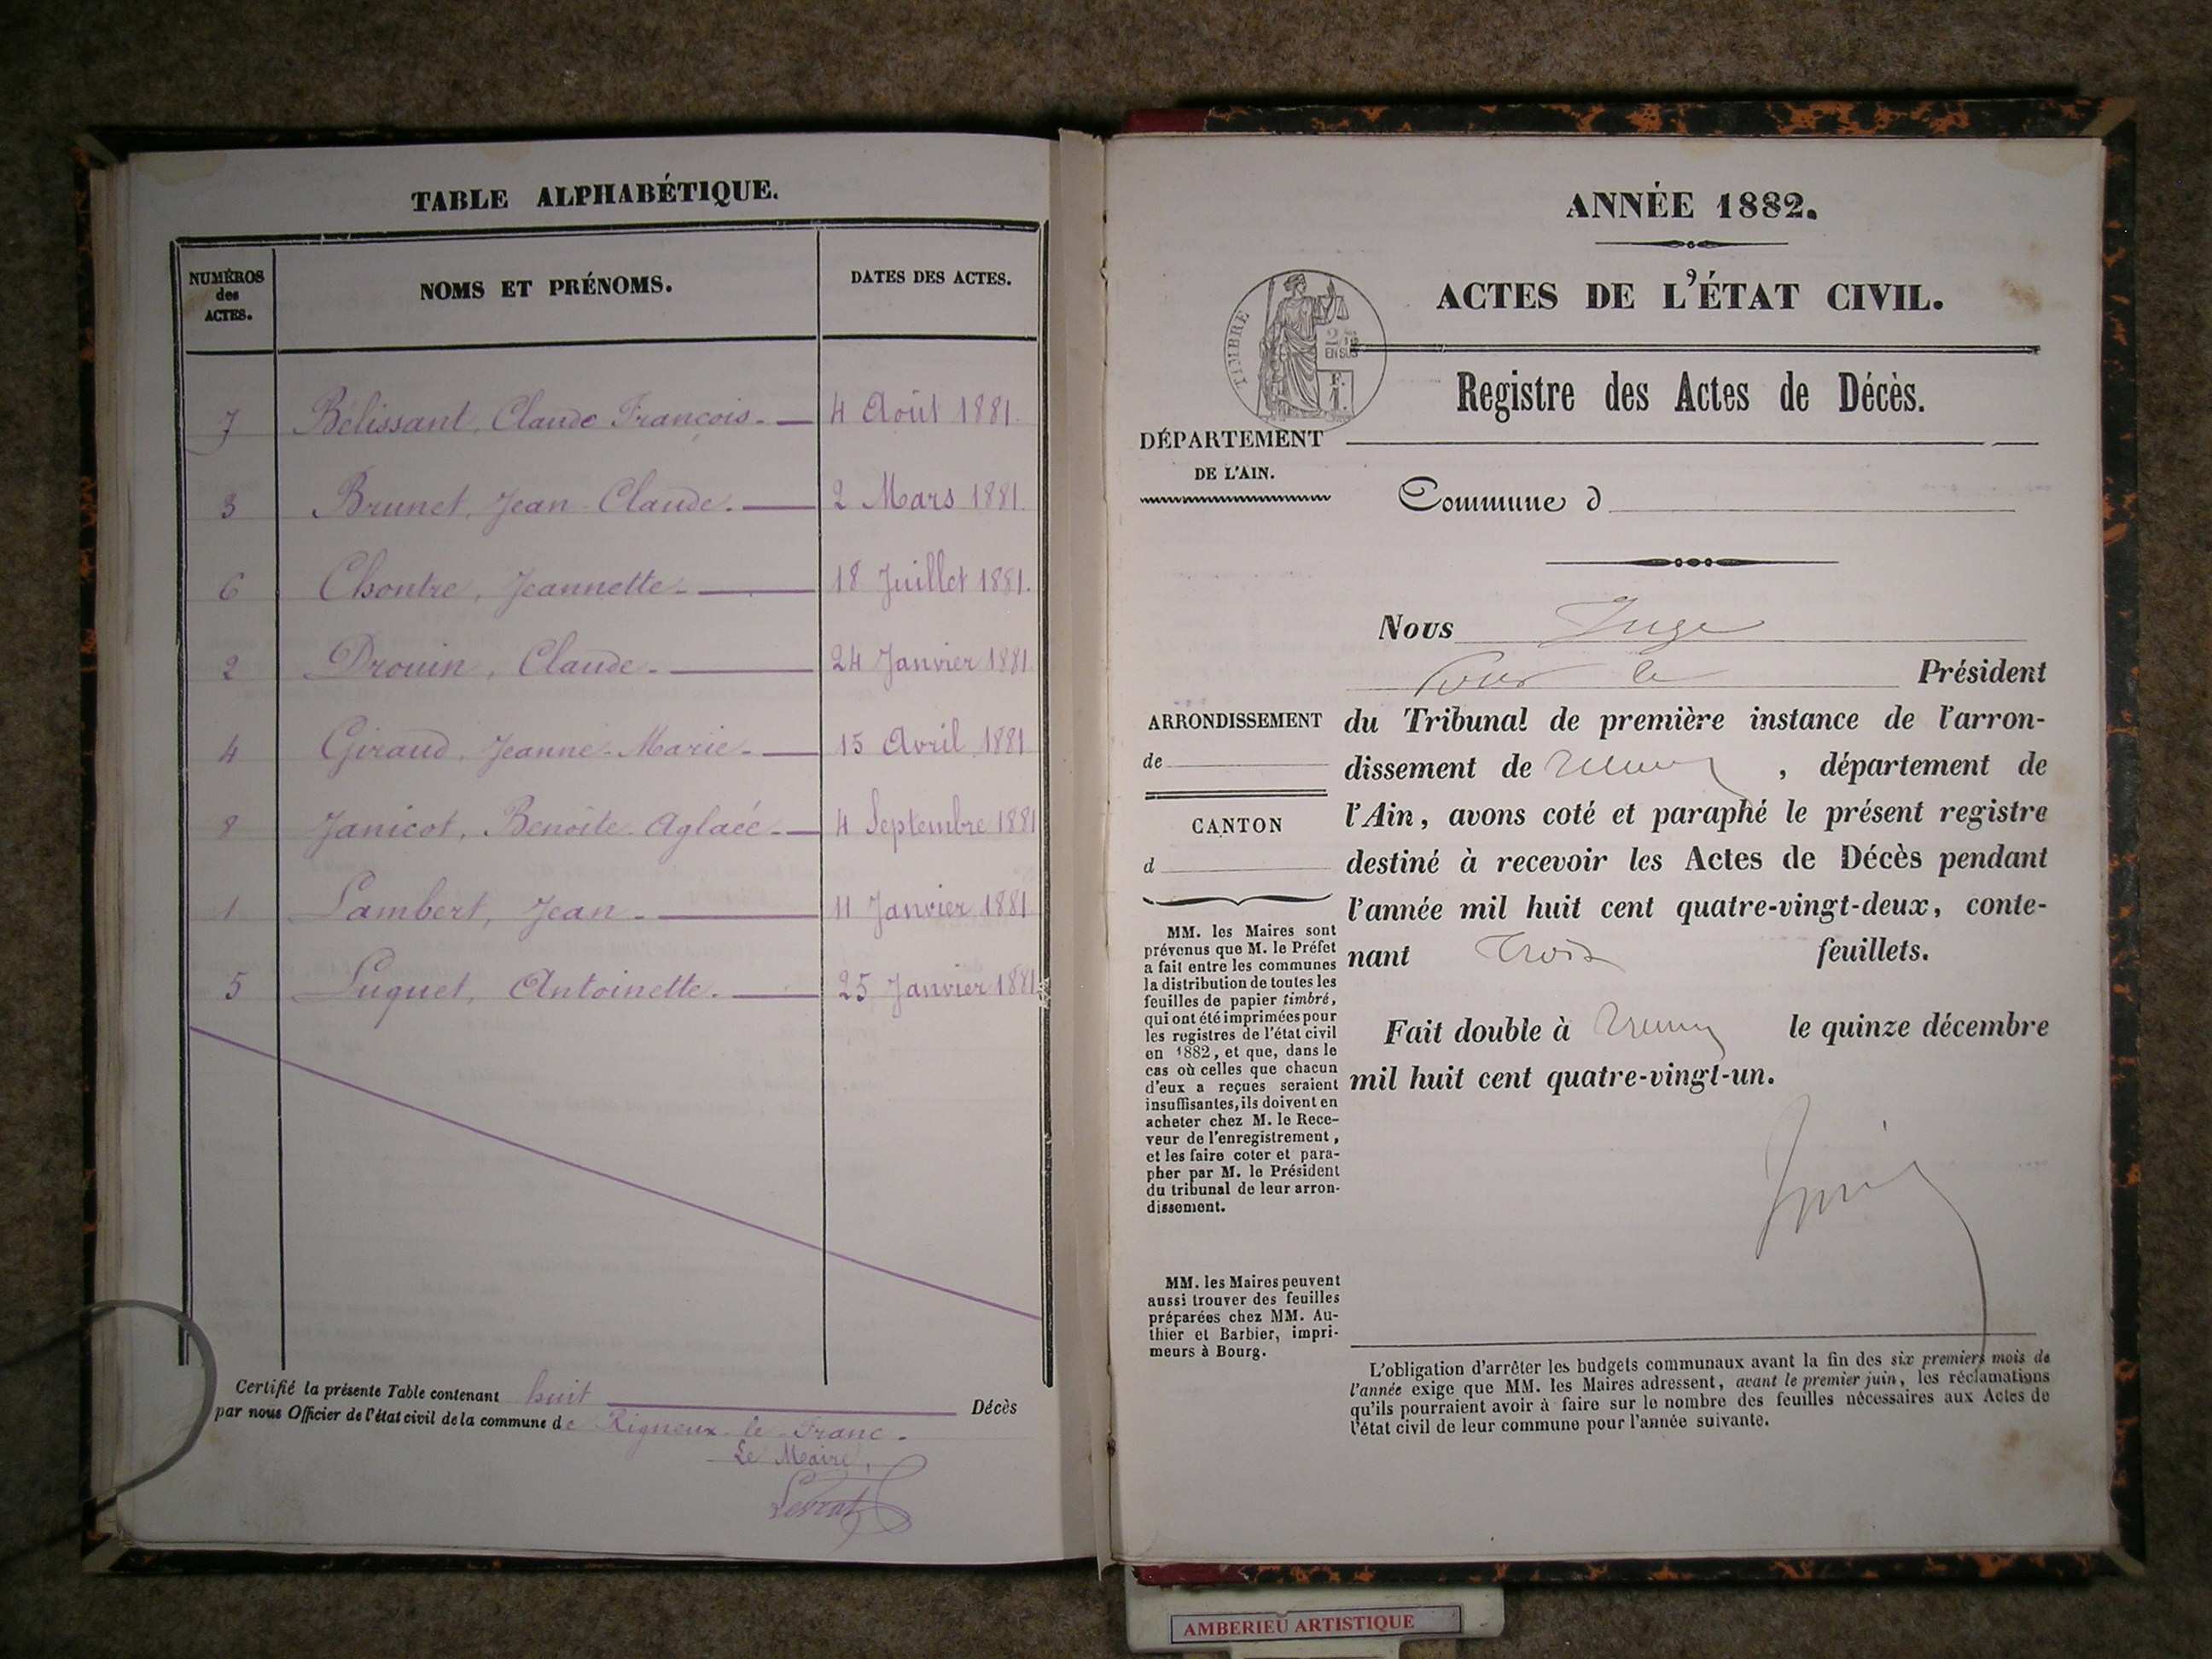 TABLE ALPHABÉTIQUE.
NUMÉROS des ACTES. NOMS ET PRÉNOMS. DATES DES ACTES.
7 Bélissant, Claude François. 4 Août 1881.
3 Brunet, Jean-Claude. 2 Mars 1881.
6 Chontre, Jeannette. 18 Juillet 1881.
2 Drouin, Claude. 24 Janvier 1881
4 Giraud, Jeanne-Marie. 15 Avril 1881
8 Janicot, Benoîte Aglaée. 4 Septembre 1881
1 Lambert, Jean. 11 Janvier 1881
5 Luquet, Antoinette. 25 Janvier 1881
Certifié la présente Table contenant huit Décès
par nous Officier de l'état civil de la commune de Rigneux-le-Franc.
Le Maire,
ANNÉE 1882.
ACTES DE L'ÉTAT CIVIL.
TIMBRE
2/10
EN SUS
Registre des Actes de Décès.
DÉPARTEMENT
DE L'AIN.
Commune d
Nous Juge
Pour le Président
ARRONDISSEMENT
de
CANTON
d
du Tribunal de première instance de l'arron-
dissement de , département de
l'Ain, avons coté et paraphé le présent registre
destiné à recevoir les Actes de Décès pendant
l'année mil huit cent quatre-vingt-deux, conte-
nant trois feuillets.
Fait double à le quinze décembre
mil huit cent quatre-vingt-un.
MM. les Maires sont
prévenus que M. le Préfet
a fait entre les communes
la distribution de toutes les
feuilles de papier timbré,
qui ont été imprimées pour
les registres de l'état civil
en 1882, et que, dans le
cas où celles que chacun
d'eux a reçues seraient
insuffisantes, ils doivent en
acheter chez M. le Rece-
veur de l'enregistrement,
et les faire coter et para-
pher par M. le Président
du tribunal de leur arron-
dissement.
MM. les Maires peuvent
aussi trouver des feuilles
préparées chez MM. Au-
thier et Barbier, impri-
meurs à Bourg.
L'obligation d'arrêter les budgets communaux avant la fin des six premiers mois de
l'année exige que MM. les Maires adressent, avant le premier juin, les réclamations
qu'ils pourraient avoir à faire sur le nombre des feuilles nécessaires aux Actes de
l'état civil de leur commune pour l'année suivante.
AMBERIEU ARTISTIQUE